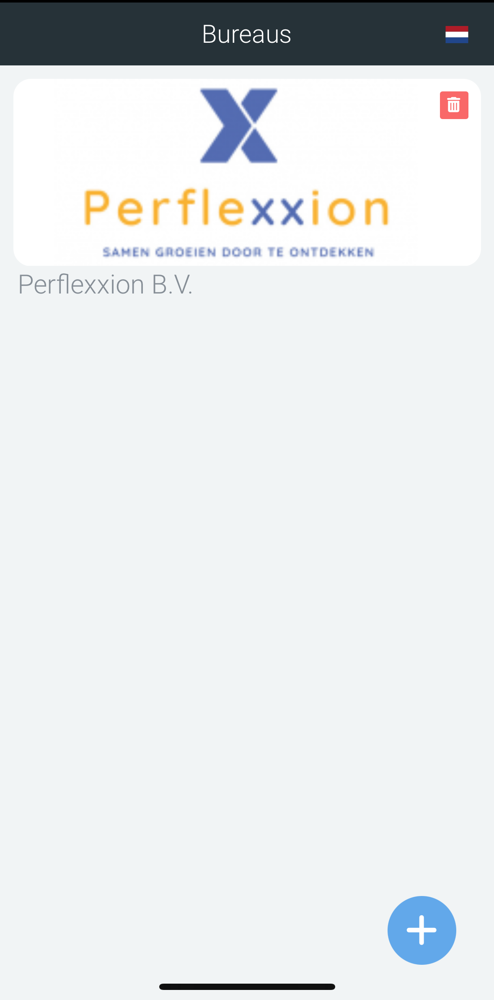 Bureaus
Perflexxion
SAMEN GROEIEN DOOR TE ONTDEKKEN
Perflexxion B.V.